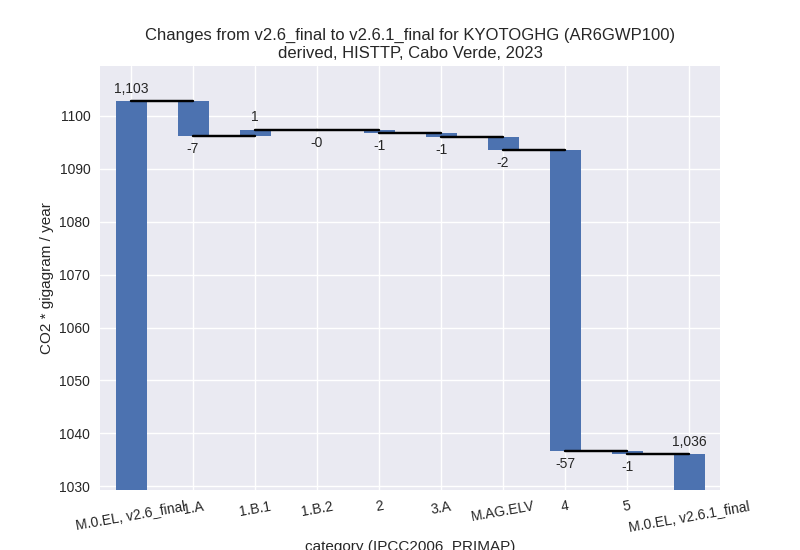 Changes from v2.6_final to v2.6.1_final for KYOTOGHG (AR6GWP100)
derived, HISTTP, Cabo Verde, 2023
CO2 * gigagram / year
1100
1090
1080
1070
1060
1050
1040
1030
1,103
-7
1
-0
-1
-1
-2
-57
-1
1,036
M.0.EL, v2.6_final
1.A
1.B.1
1.B.2
2
3.A
M.AG.ELV
4
5
M.0.EL, v2.6.1_final
category (IPCC2006_PRIMAP)